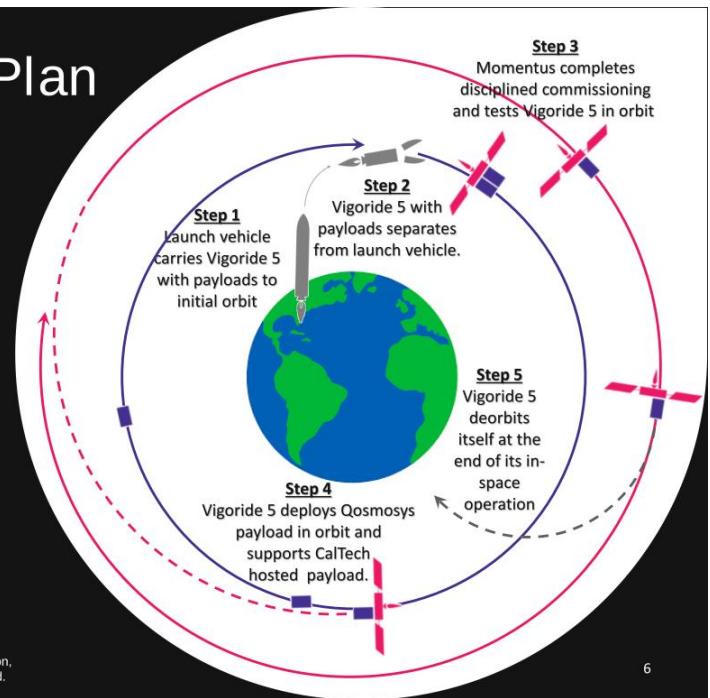 Plan
Step 1
Launch vehicle
carries Vigoride 5
with payloads to
initial orbit
Step 2
Vigoride 5 with
payloads separates
from launch vehicle.
Step 3
Momentus completes
disciplined commissioning
and tests Vigoride 5 in orbit
Step 4
Vigoride 5 deploys Qosmosys
payload in orbit and
supports CalTech
hosted payload.
Step 5
Vigoride 5
deorbits
itself at the
end of its in-
space
operation
6